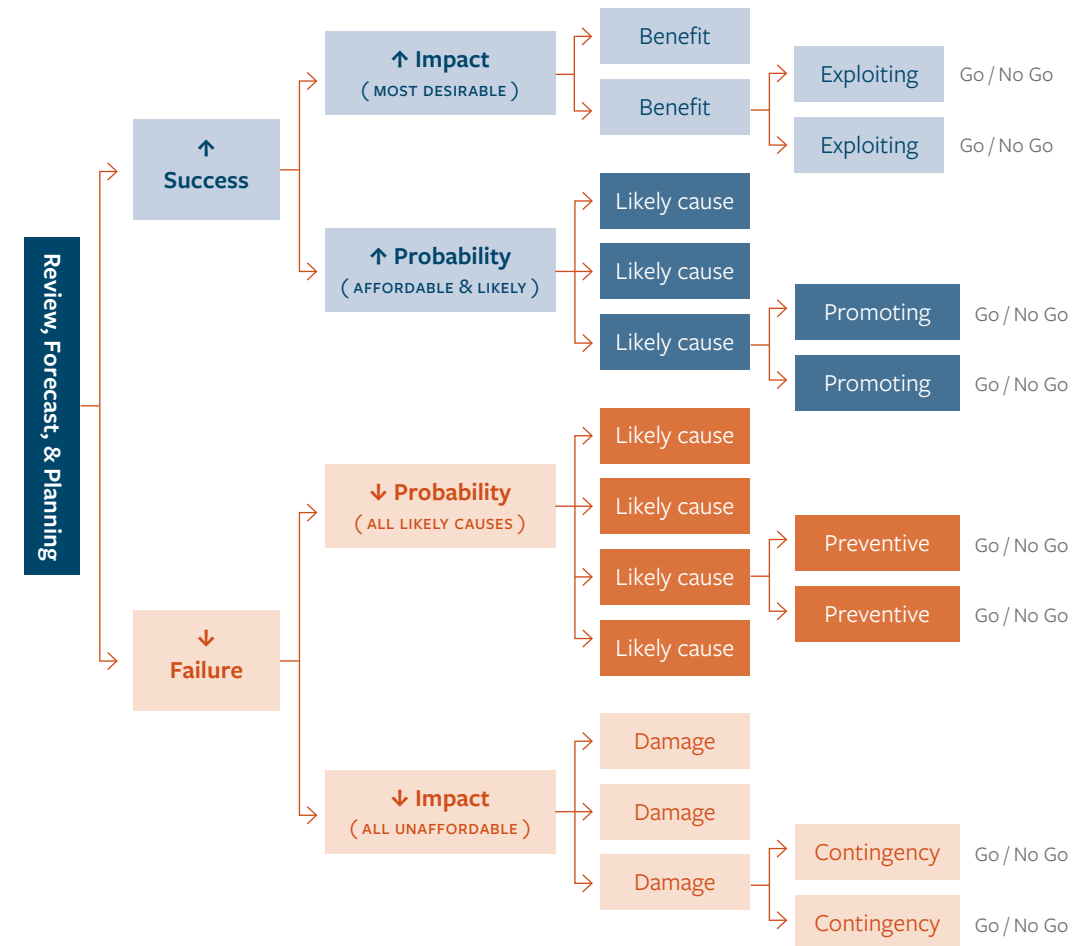 Review, Forecast, & Planning
↑
Success
↑ Impact
( MOST DESIRABLE )
Benefit
Benefit
Exploiting
Go / No Go
Exploiting
Go / No Go
↑ Probability
( AFFORDABLE & LIKELY )
Likely cause
Likely cause
Likely cause
Promoting
Go / No Go
Promoting
Go / No Go
↓
Failure
↓ Probability
( ALL LIKELY CAUSES )
Likely cause
Likely cause
Likely cause
Likely cause
Preventive
Go / No Go
Preventive
Go / No Go
↓ Impact
( ALL UNAFFORDABLE )
Damage
Damage
Damage
Contingency
Go / No Go
Contingency
Go / No Go